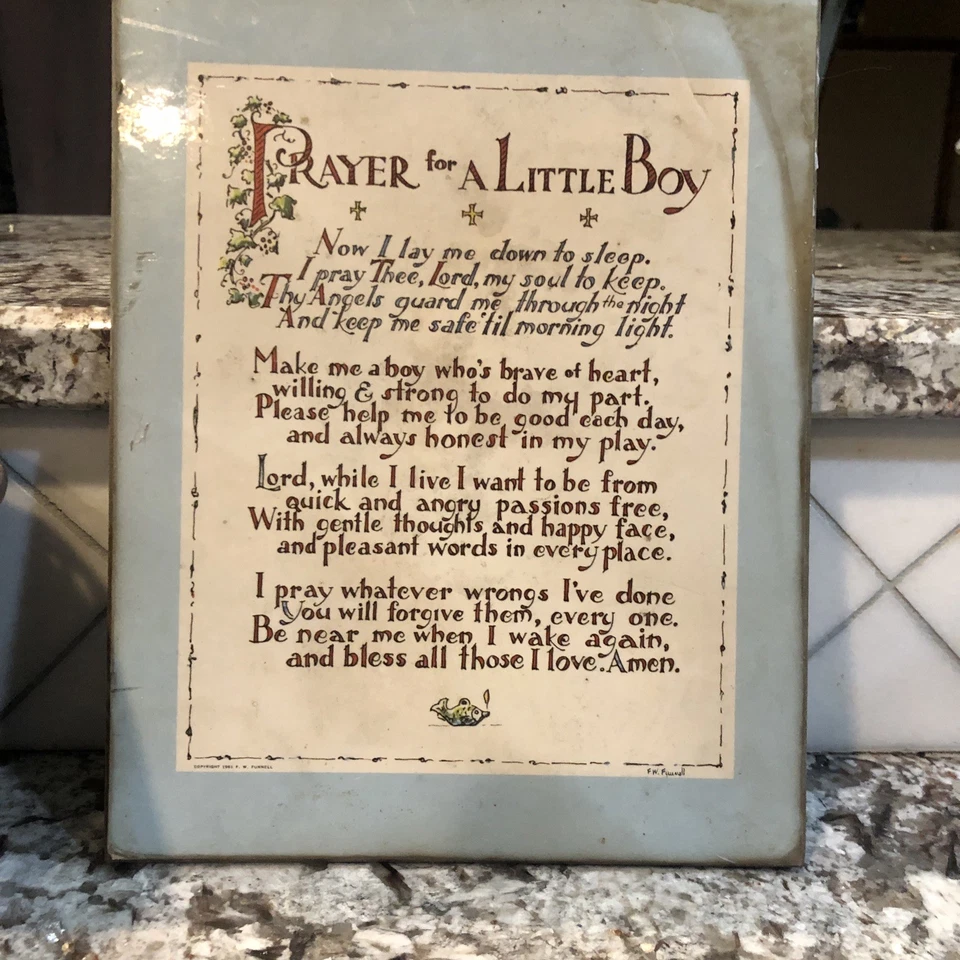 PRAYER for A LITTLE BOY
Now I lay me down to sleep.
I pray Thee, Lord, my soul to keep.
Thy Angels guard me through the night
And keep me safe 'til morning light.
Make me a boy who's brave of heart,
willing & strong to do my part.
Please help me to be good each day,
and always honest in my play.
Lord, while I live I want to be from
quick and angry passions free,
With gentle thoughts and happy face,
and pleasant words in every place.
I pray whatever wrongs I've done
You will forgive them, every one.
Be near me when I wake again,
and bless all those I love. Amen.
COPYRIGHT F. W. PUNNELL
F.W. Punnell